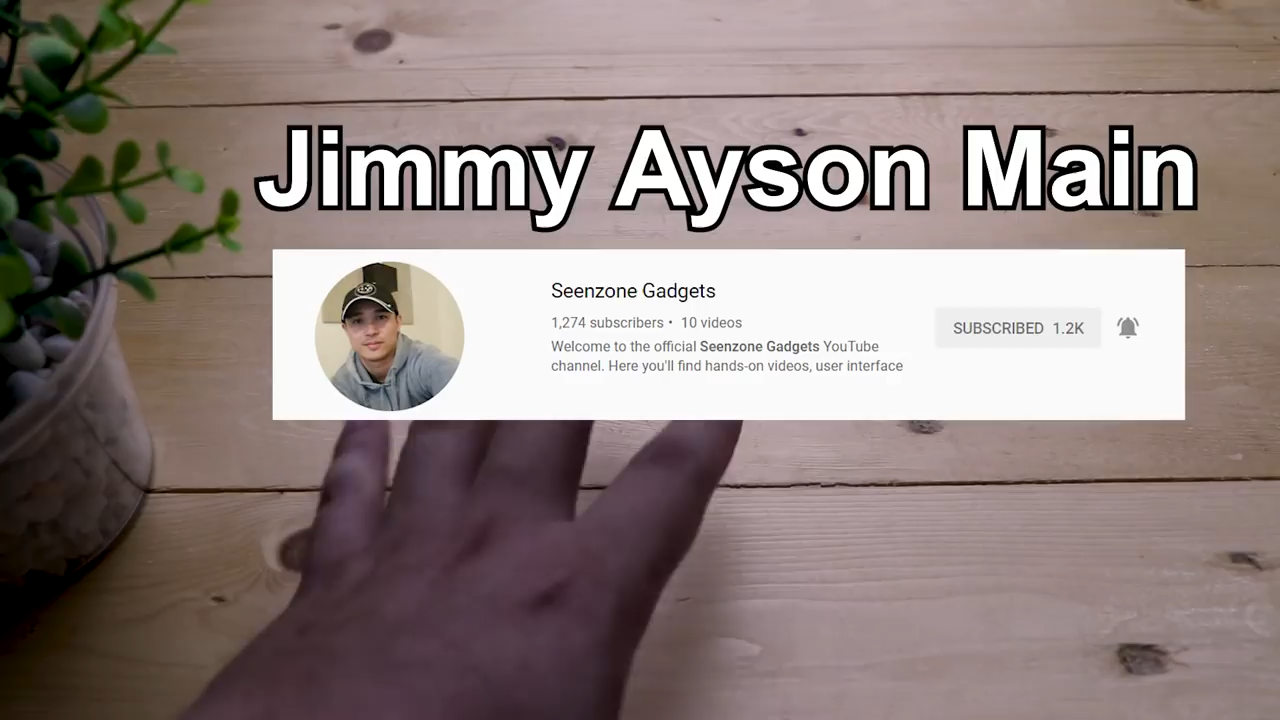 Jimmy Ayson Main
Seenzone Gadgets
1,274 subscribers • 10 videos
Welcome to the official Seenzone Gadgets YouTube
channel. Here you'll find hands-on videos, user interface
SUBSCRIBED 1.2K